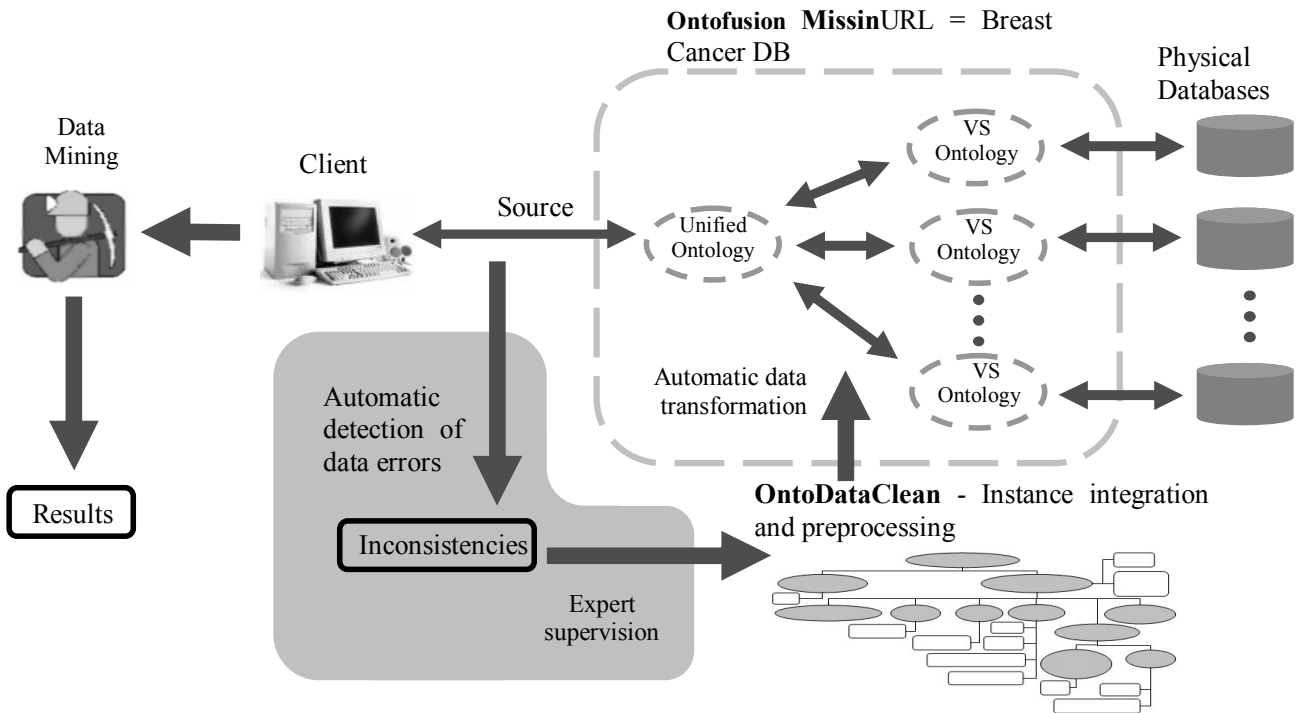 Ontofusion MissinURL = Breast
Cancer DB
Physical
Databases
Data
Mining
Client
Source
Unified
Ontology
VS
Ontology
VS
Ontology
VS
Ontology
Automatic data
transformation
Automatic
detection of
data errors
Results
Inconsistencies
Expert
supervision
OntoDataClean - Instance integration
and preprocessing